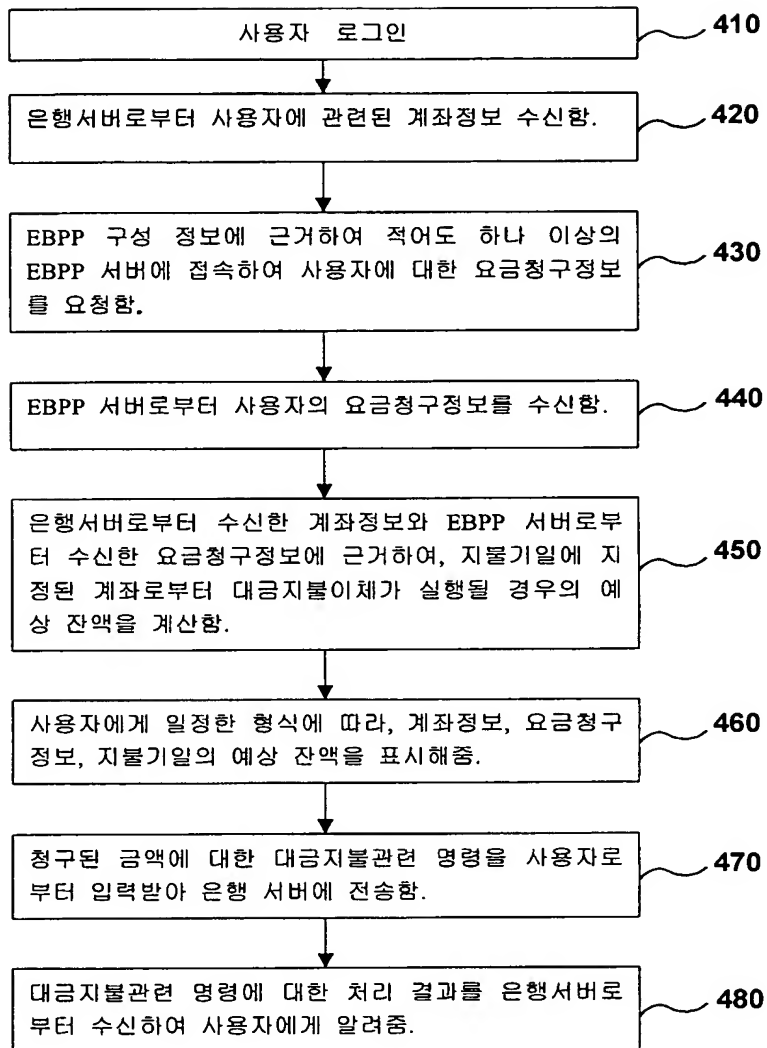 사용자 로그인
410
은행서버로부터 사용자에 관련된 계좌정보 수신함.
420
EBPP 구성 정보에 근거하여 적어도 하나 이상의
EBPP 서버에 접속하여 사용자에 대한 요금청구정보
를 요청함.
430
EBPP 서버로부터 사용자의 요금청구정보를 수신함.
440
은행서버로부터 수신한 계좌정보와 EBPP 서버로부
터 수신한 요금청구정보에 근거하여, 지불기일에 지
정된 계좌로부터 대금지불이체가 실행될 경우의 예
상 잔액을 계산함.
450
사용자에게 일정한 형식에 따라, 계좌정보, 요금청구
정보, 지불기일의 예상 잔액을 표시해줌.
460
청구된 금액에 대한 대금지불관련 명령을 사용자로
부터 입력받아 은행 서버에 전송함.
470
대금지불관련 명령에 대한 처리 결과를 은행서버로
부터 수신하여 사용자에게 알려줌.
480